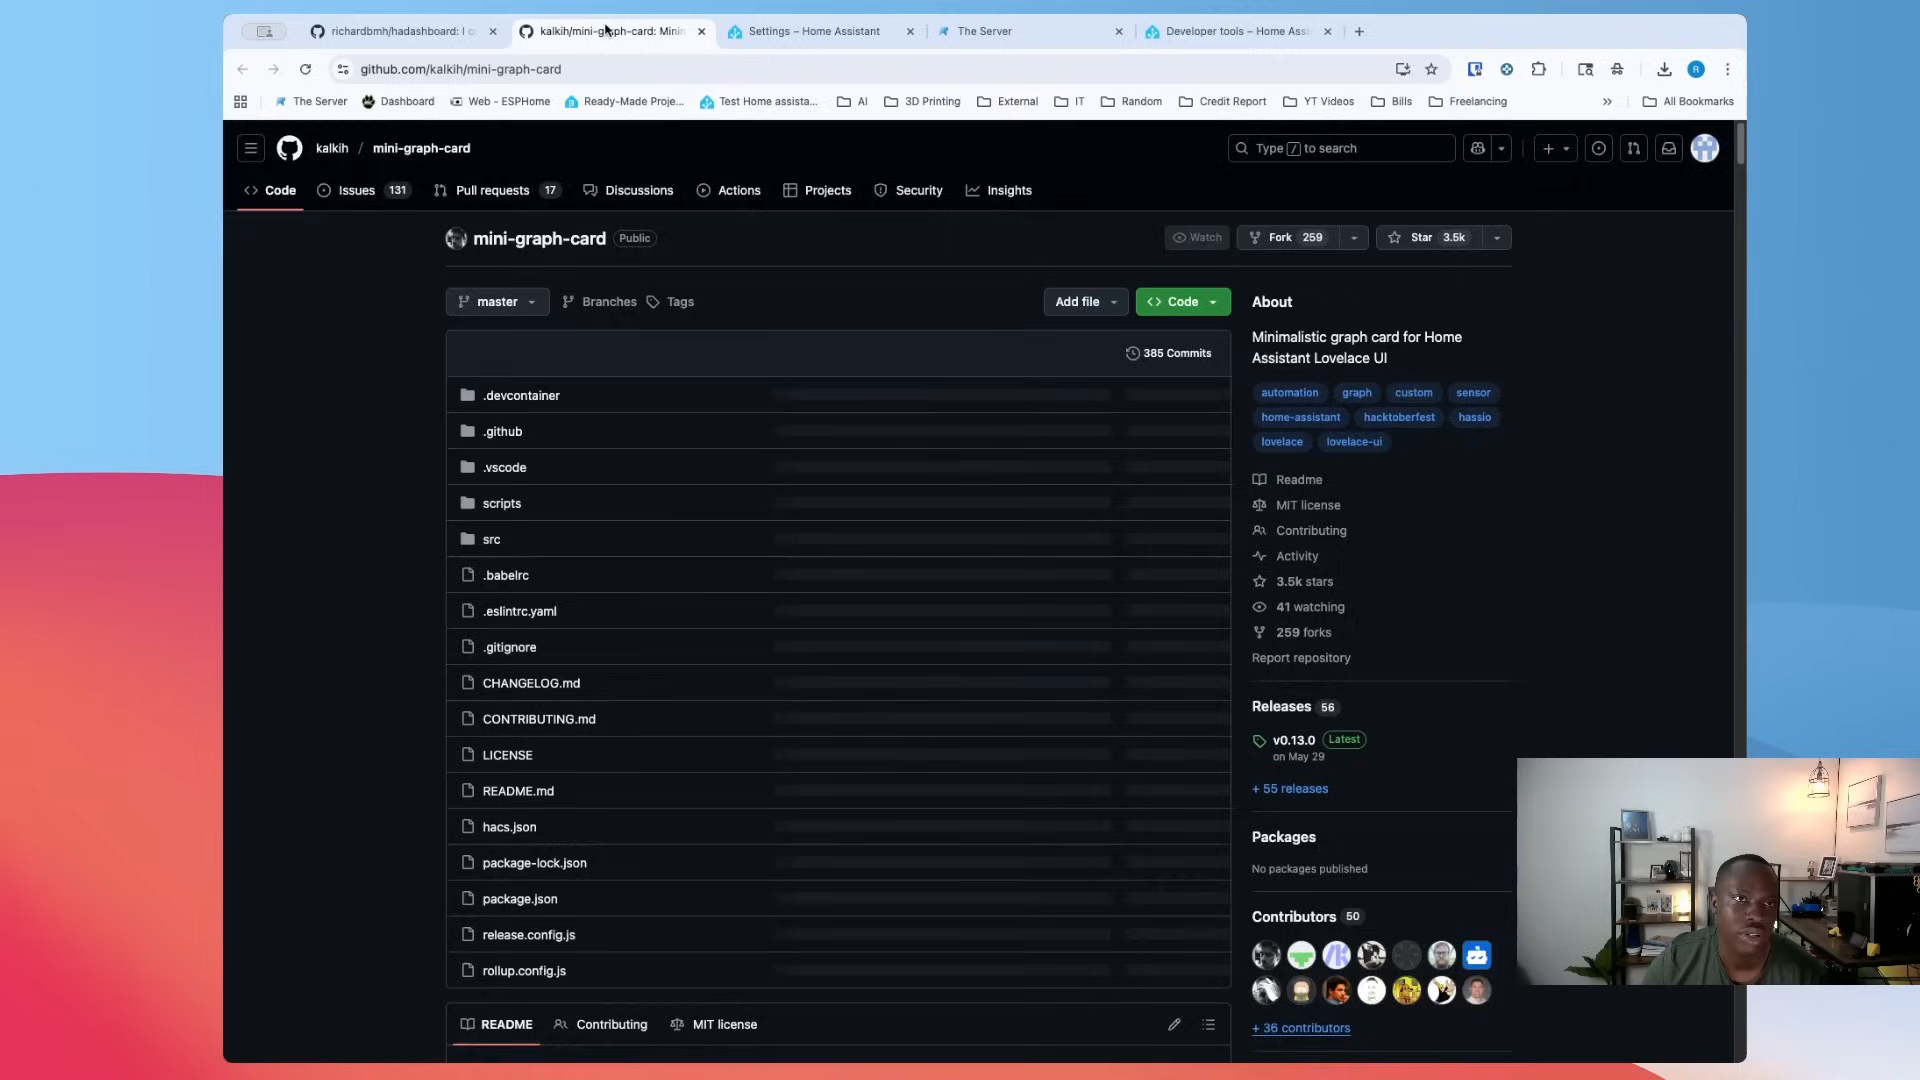 richardbmh/hadashboard: I c
kalkih/mini-graph-card: Minin
Settings – Home Assistant
The Server
Developer tools – Home Ass
github.com/kalkih/mini-graph-card
R
The Server
Dashboard
Web - ESPHome
Ready-Made Proje...
Test Home assista...
AI
3D Printing
External
IT
Random
Credit Report
YT Videos
Bills
Freelancing
All Bookmarks
kalkih / mini-graph-card
Type / to search
Code
Issues 131
Pull requests 17
Discussions
Actions
Projects
Security
Insights
mini-graph-card Public
Watch
Fork 259
Star 3.5k
master
Branches
Tags
Add file
Code
385 Commits
.devcontainer
.github
.vscode
scripts
src
.babelrc
.eslintrc.yaml
.gitignore
CHANGELOG.md
CONTRIBUTING.md
LICENSE
README.md
hacs.json
package-lock.json
package.json
release.config.js
rollup.config.js
README
Contributing
MIT license
About
Minimalistic graph card for Home
Assistant Lovelace UI
automation graph custom sensor
home-assistant hacktoberfest hassio
lovelace lovelace-ui
Readme
MIT license
Contributing
Activity
3.5k stars
41 watching
259 forks
Report repository
Releases 56
v0.13.0 Latest
on May 29
+ 55 releases
Packages
No packages published
Contributors 50
+ 36 contributors